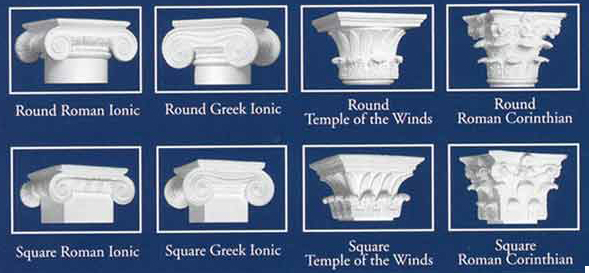 Round Roman Ionic
Round Greek Ionic
Round
Temple of the Winds
Round
Roman Corinthian
Square Roman Ionic
Square Greek Ionic
Square
Temple of the Winds
Square
Roman Corinthian